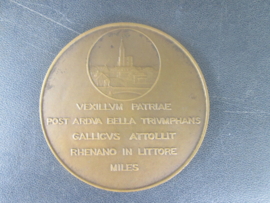 VEXILLVM PATRIAE
POST ARDVA BELLA TRIVMPHANS
GALLICVS ATTOLLIT
RHENANO IN LITTORE
MILES